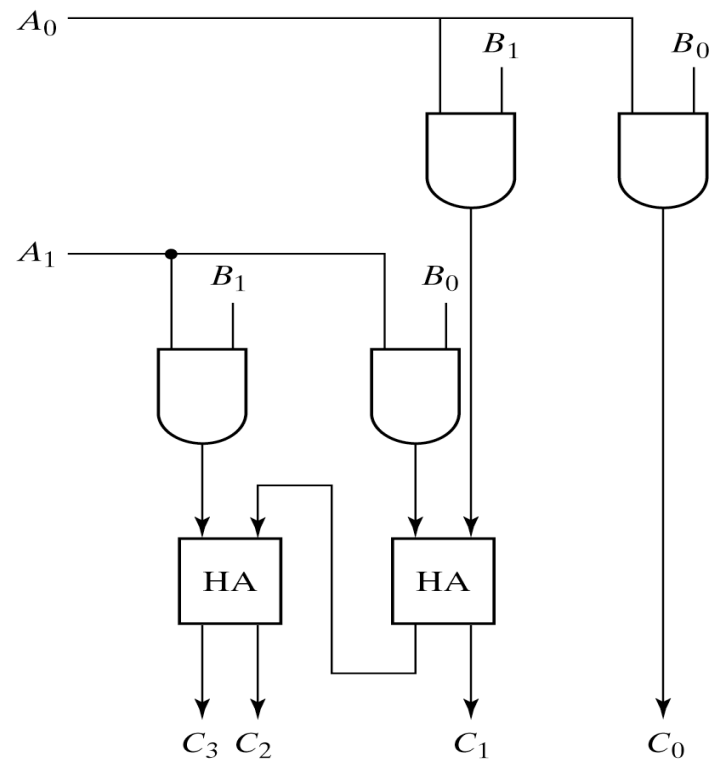 A₀
B₁ B₀
A₁
B₁ B₀
HA HA
C₃ C₂ C₁ C₀